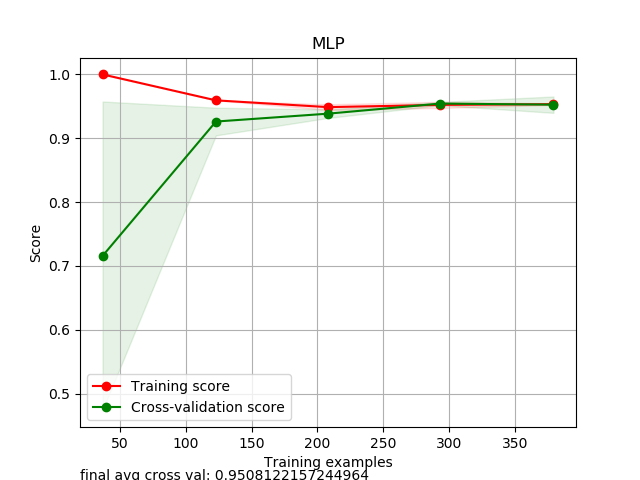 MLP
1.0
0.9
0.8
0.7
0.6
0.5
Score
Training score
Cross-validation score
50 100 150 200 250 300 350
Training examples
final avg cross val: 0.9508122157244964